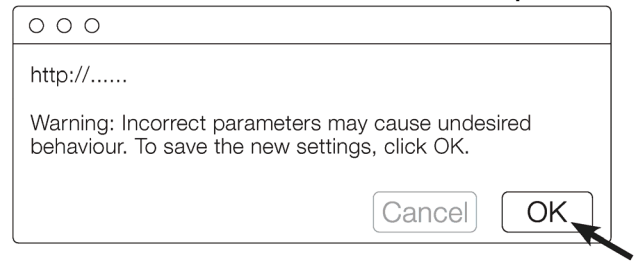 http://......
Warning: Incorrect parameters may cause undesired
behaviour. To save the new settings, click OK.
Cancel
OK